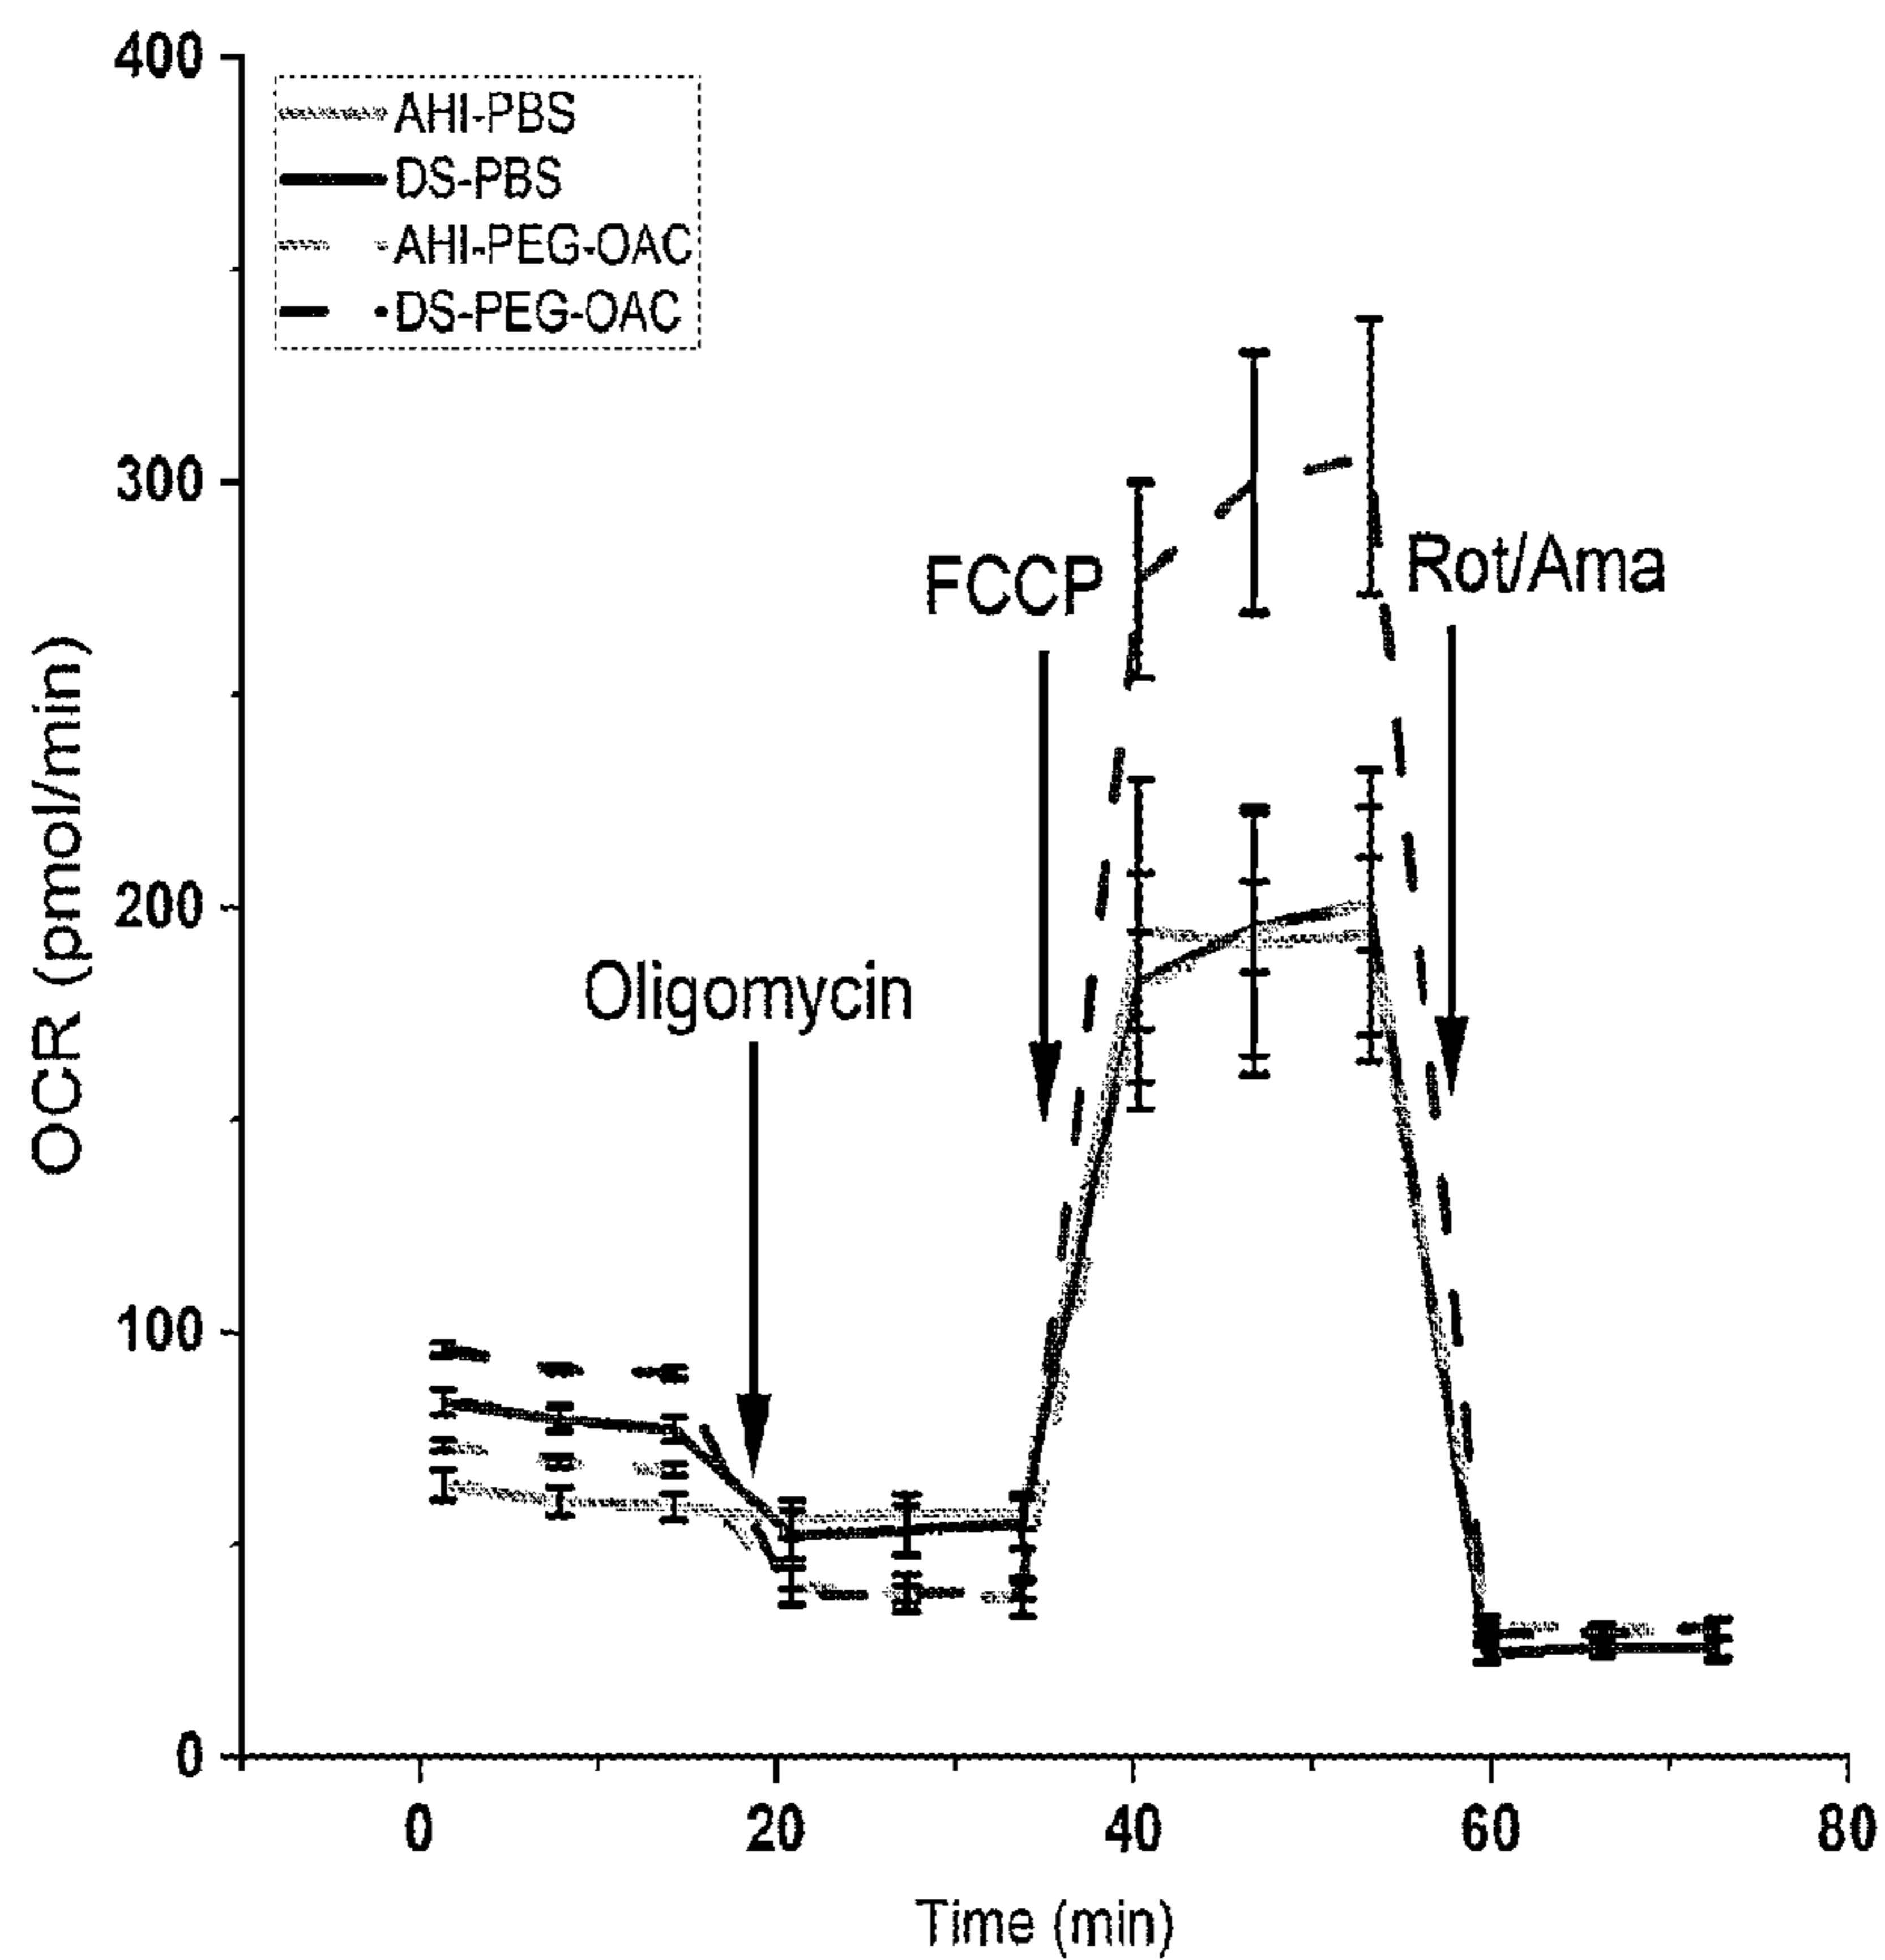 400
AHI-PBS
DS-PBS
AHI-PEG-OAC
DS-PEG-OAC
300
FCCP
Rot/Ama
200
Oligomycin
OCR (pmol/min)
100
0
0 20 40 60 80
Time (min)